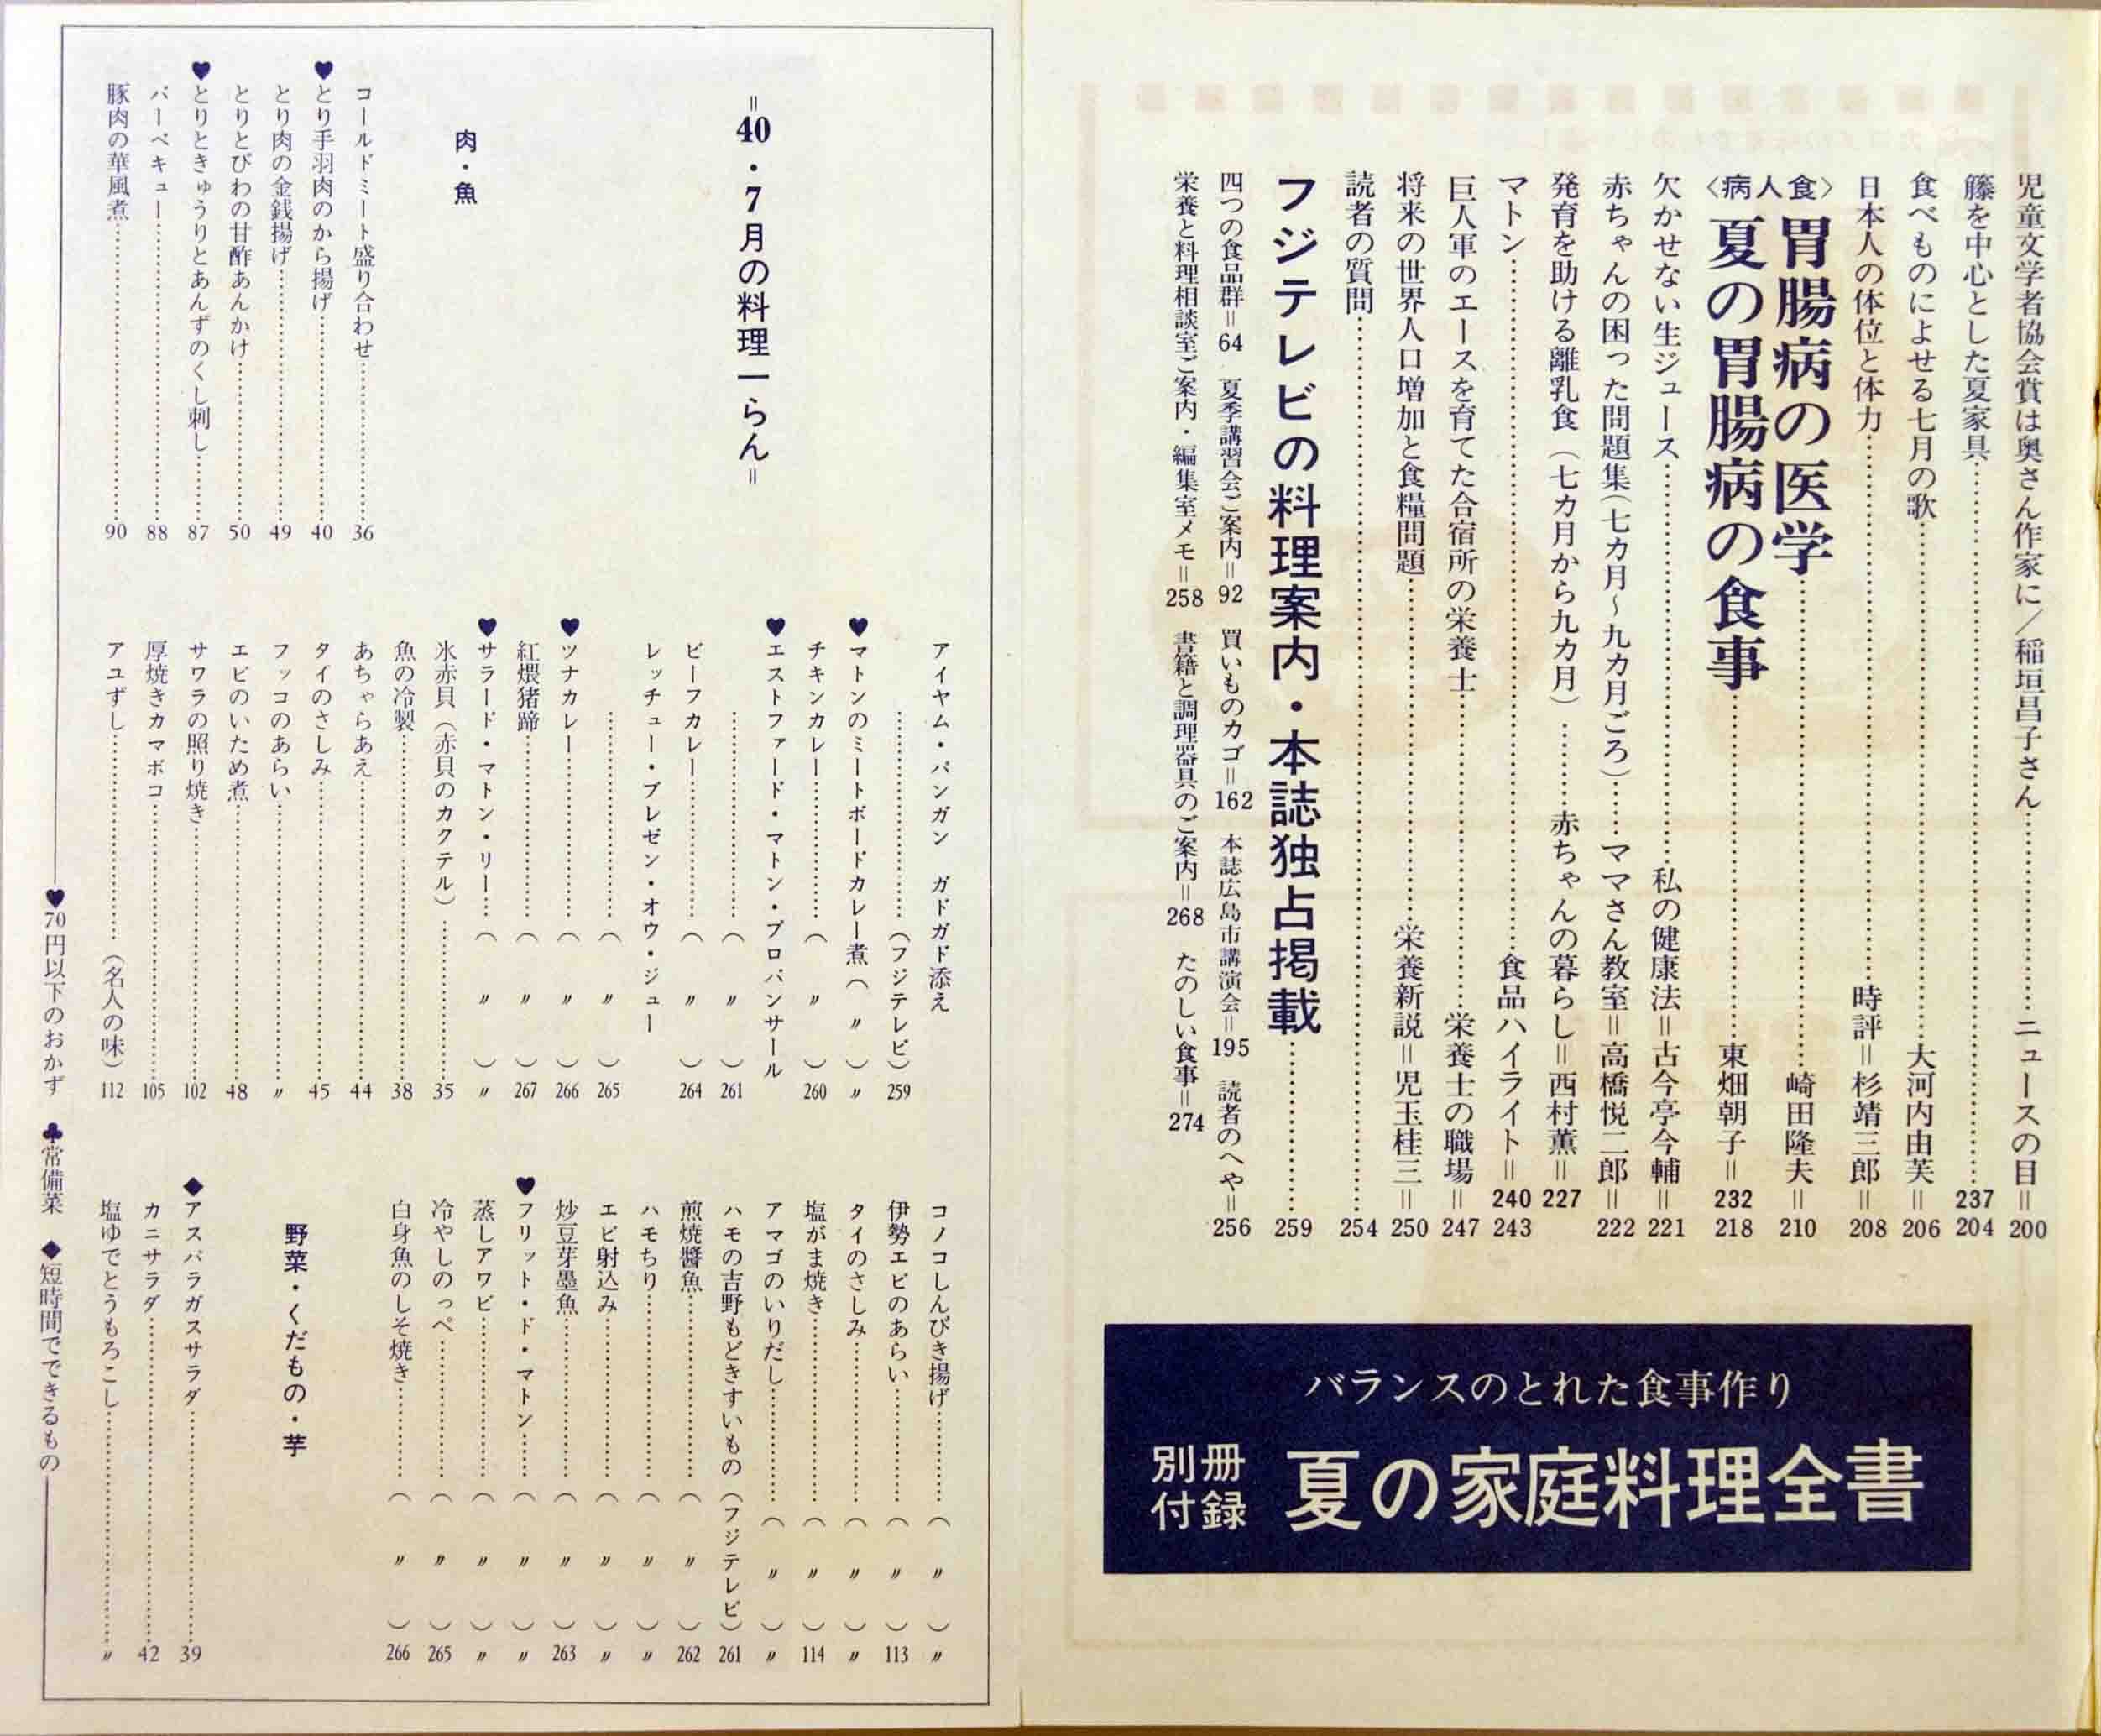 児童文学者協会賞は奥さん作家に/稲垣昌子さん……………ニュースの目＝200
籐を中心とした夏家具……………237 204
食べものによせる七月の歌……………大河内由芙＝206
日本人の体位と体力……………時評＝杉靖三郎＝208
〈病人食〉
胃腸病の医学……………崎田隆夫＝210
夏の胃腸病の食事……………東畑朝子＝232 218
欠かせない生ジュース……………私の健康法＝古今亭今輔＝221
赤ちゃんの困った問題集(七カ月～九カ月ごろ)……ママさん教室＝高橋悦二郎＝222
発育を助ける離乳食(七カ月から九カ月)……赤ちゃんの暮らし＝西村薫＝227
マトン……………食品ハイライト＝240 243
巨人軍のエースを育てた合宿所の栄養士……………栄養士の職場＝247
将来の世界人口増加と食糧問題……………栄養新説＝児玉桂三＝250
読者の質問……………254
フジテレビの料理案内・本誌独占掲載……………259
四つの食品群＝64 夏季講習会ご案内＝92 買いものカゴ＝162 本誌広島市講演会＝195 読者のへや＝256
栄養と料理相談室ご案内・編集室メモ＝258 書籍と調理器具のご案内＝268 たのしい食事＝274
バランスのとれた食事作り
別冊付録 夏の家庭料理全書
＝40・7月の料理一らん＝
肉・魚
コールドミート盛り合わせ……………36
♥とり手羽肉のから揚げ……………40
とり肉の金銭揚げ……………49
とりとびわの甘酢あんかけ……………50
♥とりときゅうりとあんずのくし刺し……87
バーベキュー……………88
豚肉の華風煮……………90
アイヤム・パンガン　ガドガド添え
……………(フジテレビ)259
♥マトンのミートボードカレー煮(〃)〃
チキンカレー……………(〃)260
♥エストファード・マトン・プロバンサール
……………(〃)261
ビーフカレー……………(〃)264
レッチュー・ブレゼン・オウ・ジュー
……………(〃)265
♥ツナカレー……………(〃)266
紅煨猪蹄……………(〃)267
♥サラード・マトン・リー……(〃)〃
氷赤貝(赤貝のカクテル)……………35
魚の冷製……………38
あちゃらあえ……………44
タイのさしみ……………45
フッコのあらい……………〃
エビのいため煮……………48
サワラの照り焼き……………102
厚焼きカマボコ……………105
アユずし……………(名人の味)112
コノコしんびき揚げ……………(〃)〃
伊勢エビのあらい……………(〃)113
タイのさしみ……………(〃)〃
塩がま焼き……………(〃)114
アマゴのいりだし……………(〃)〃
ハモの吉野もどきすいもの(フジテレビ)261
煎焼醬魚……………(〃)262
ハモちり……………(〃)〃
エビ射込み……………(〃)〃
炒豆芽墨魚……………(〃)263
♥フリット・ド・マトン……(〃)〃
蒸しアワビ……………(〃)〃
冷やしのっぺ……………(〃)265
白身魚のしそ焼き……………(〃)266
野菜・くだもの・芋
◆アスパラガスサラダ……………39
カニサラダ……………42
塩ゆでとうもろこし……………〃
♥70円以下のおかず ♣常備菜 ◆短時間でできるもの